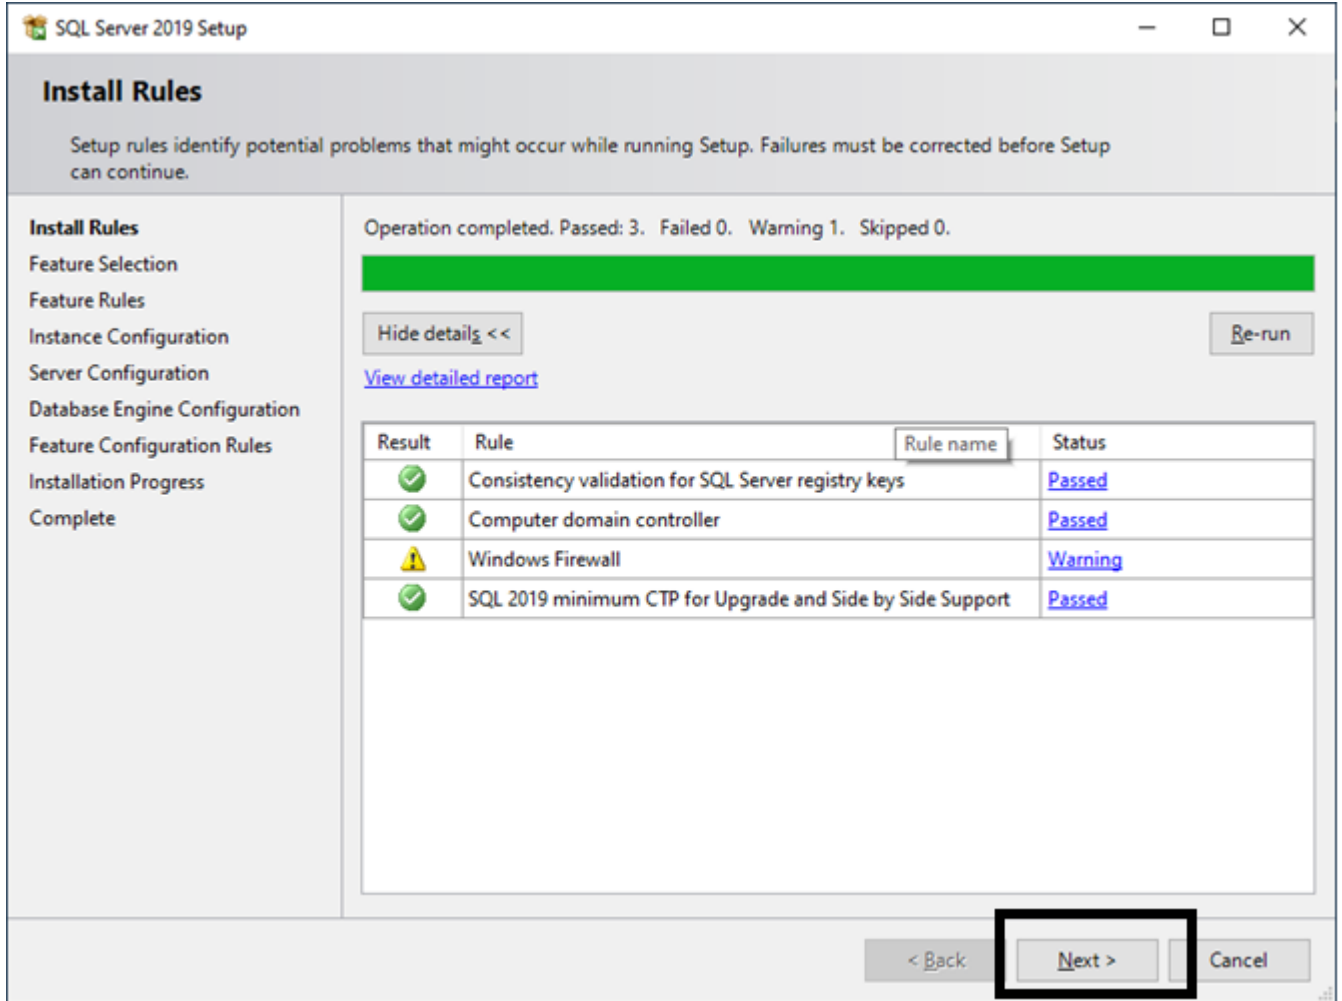 SQL Server 2019 Setup
Install Rules
Setup rules identify potential problems that might occur while running Setup. Failures must be corrected before Setup
can continue.
Install Rules
Feature Selection
Feature Rules
Instance Configuration
Server Configuration
Database Engine Configuration
Feature Configuration Rules
Installation Progress
Complete
Operation completed. Passed: 3. Failed 0. Warning 1. Skipped 0.
Hide details <<
Re-run
View detailed report
Result Rule Rule name Status
Consistency validation for SQL Server registry keys Passed
Computer domain controller Passed
Windows Firewall Warning
SQL 2019 minimum CTP for Upgrade and Side by Side Support Passed
< Back Next > Cancel